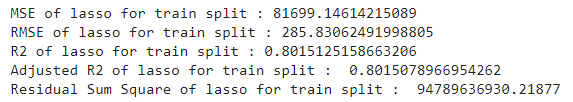 MSE of lasso for train split : 81699.14614215089
RMSE of lasso for train split : 285.83062491998805
R2 of lasso for train split : 0.8015125158663206
Adjusted R2 of lasso for train split :  0.8015078966954262
Residual Sum Square of lasso for train split :  94789636930.21877